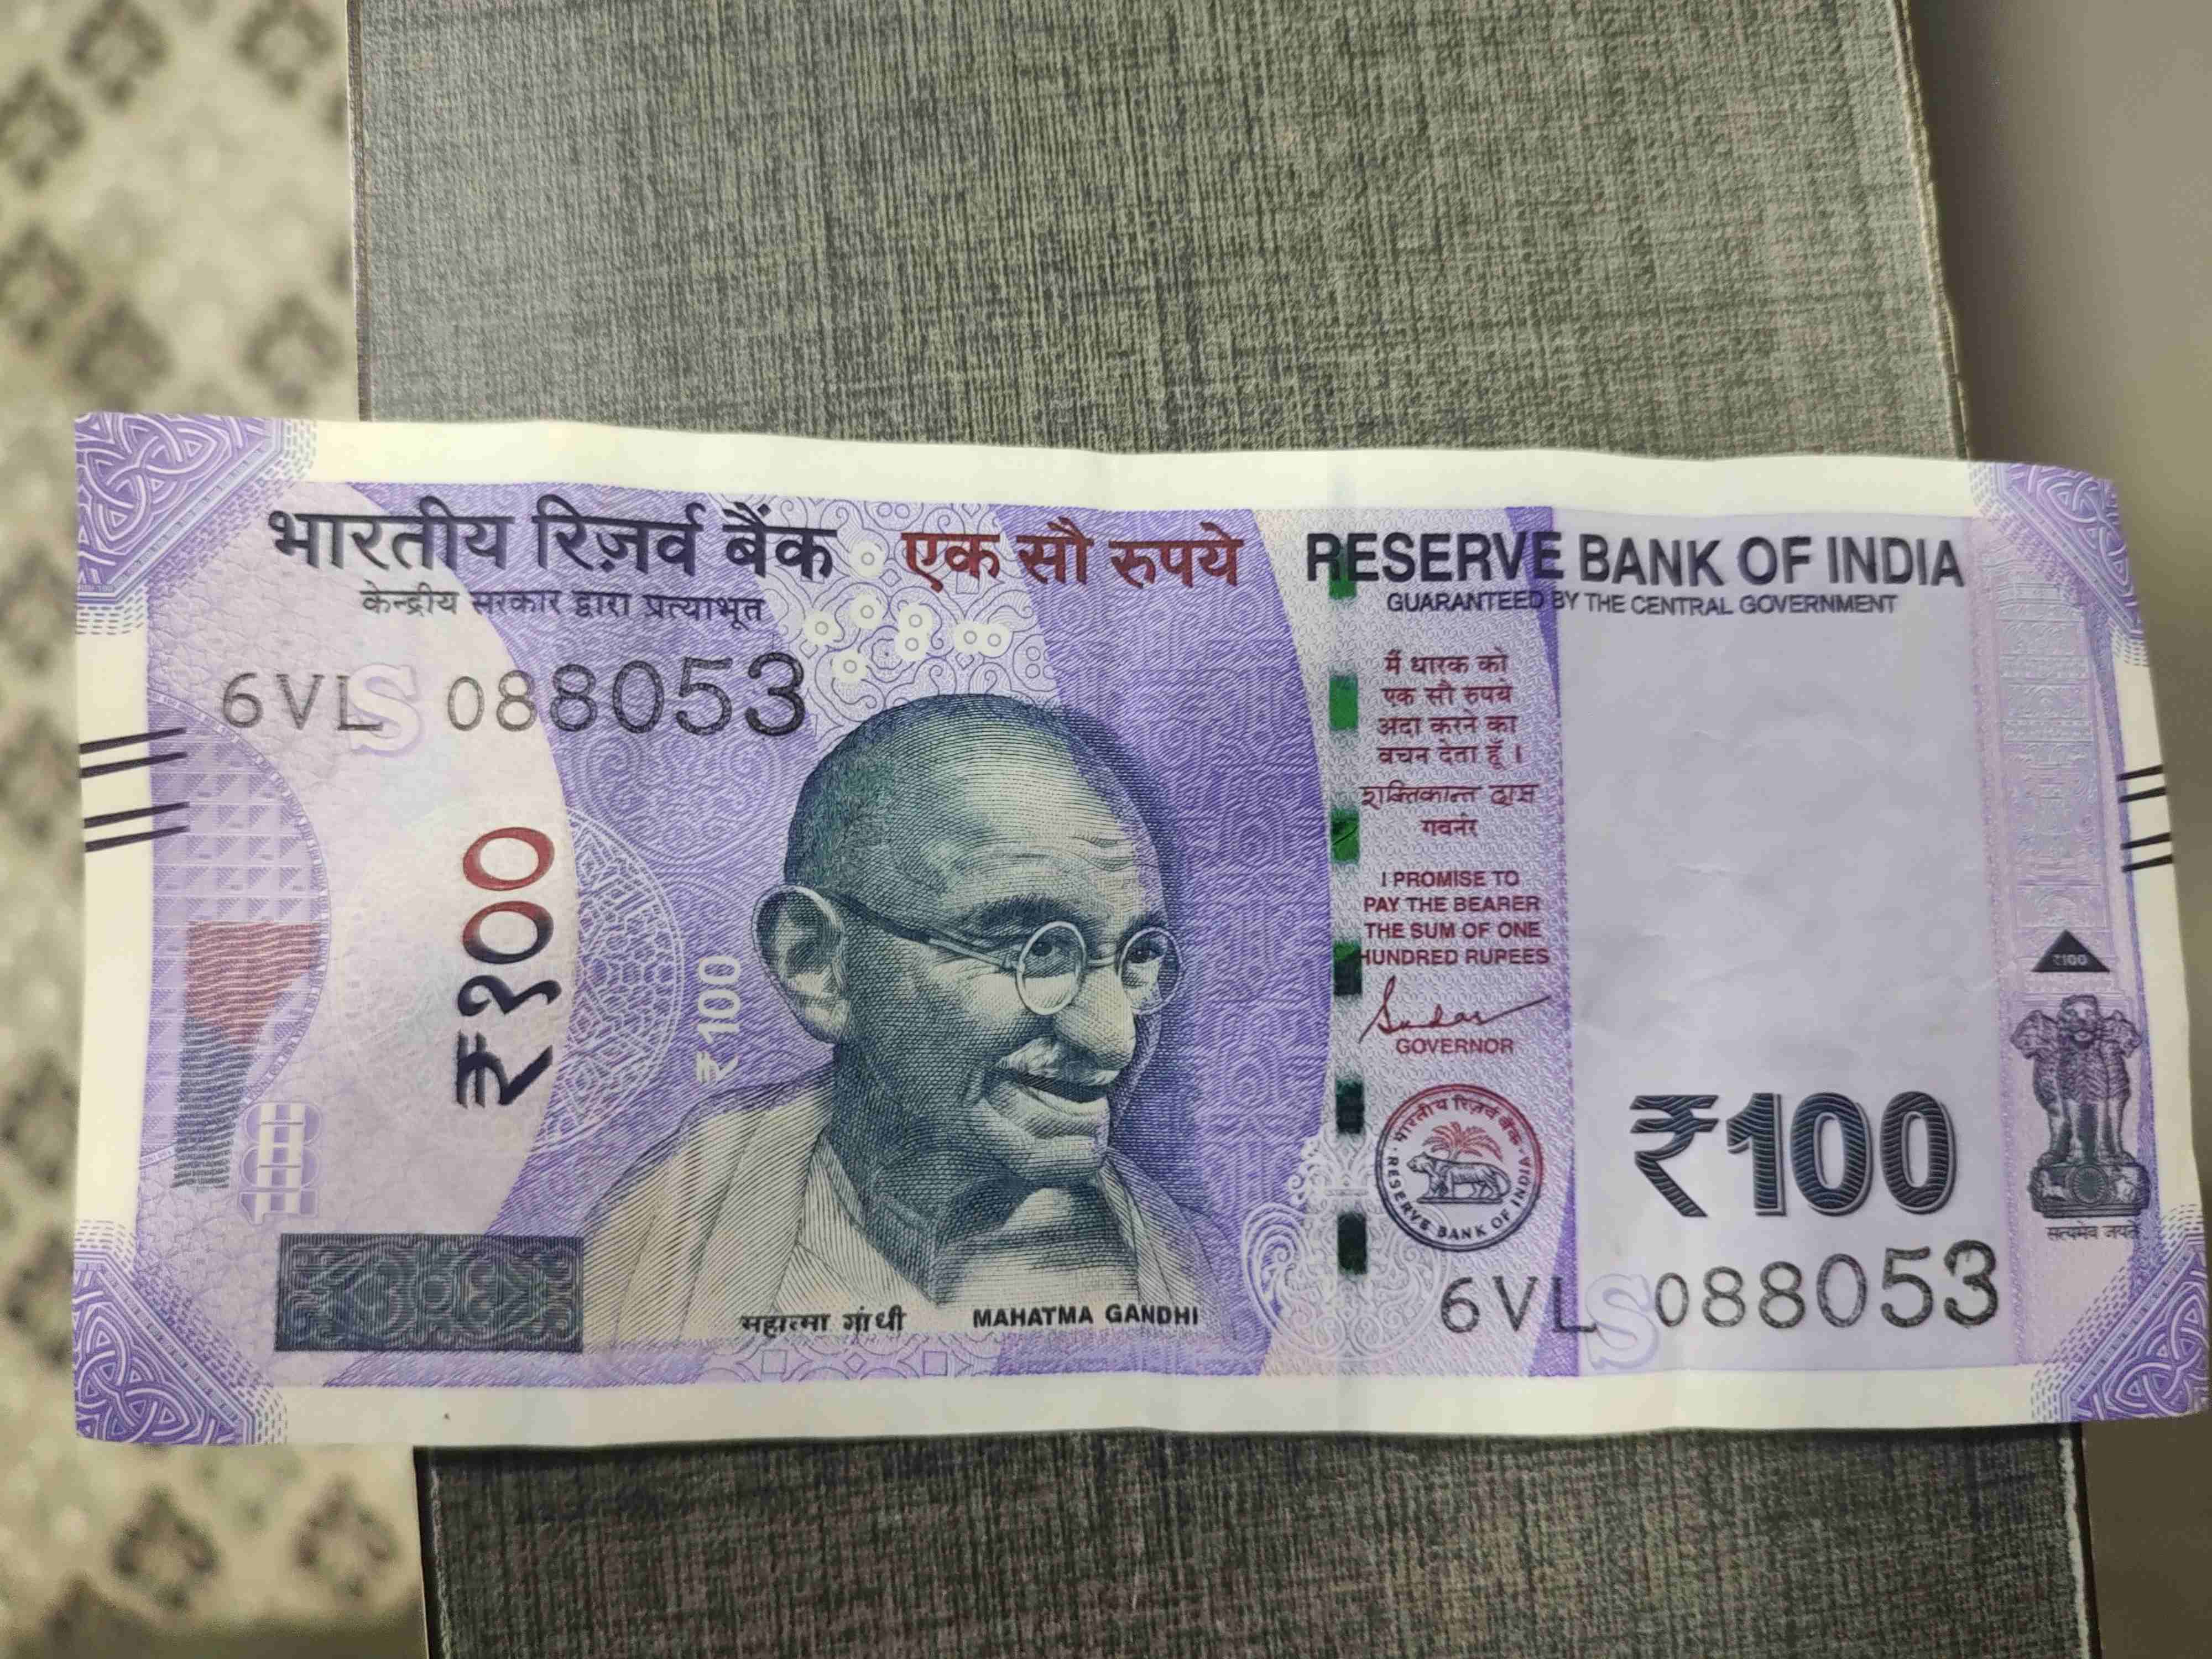 भारतीय रिज़र्व बैंक
केन्द्रीय सरकार द्वारा प्रत्याभूत
एक सौ रुपये
RESERVE BANK OF INDIA
GUARANTEED BY THE CENTRAL GOVERNMENT
6VL S 088053
₹१००
₹100
मैं धारक को
एक सौ रुपये
अदा करने का
वचन देता हूँ ।
शक्तिकान्त दास
गवर्नर
I PROMISE TO
PAY THE BEARER
THE SUM OF ONE
HUNDRED RUPEES
GOVERNOR
भारतीय रिज़र्व बैंक
RESERVE BANK OF INDIA
₹100
₹100
सत्यमेव जयते
महात्मा गांधी
MAHATMA GANDHI
6VL S 088053